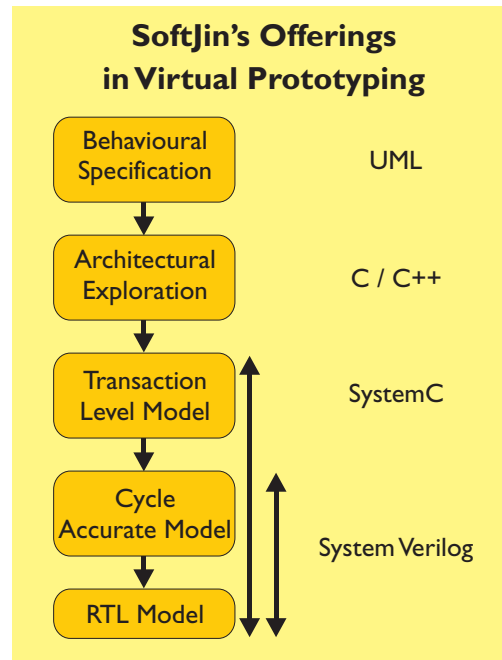 SoftJin's Offerings
in Virtual Prototyping
Behavioural
Specification
UML
Architectural
Exploration
C / C++
Transaction
Level Model
SystemC
Cycle
Accurate Model
System Verilog
RTL Model